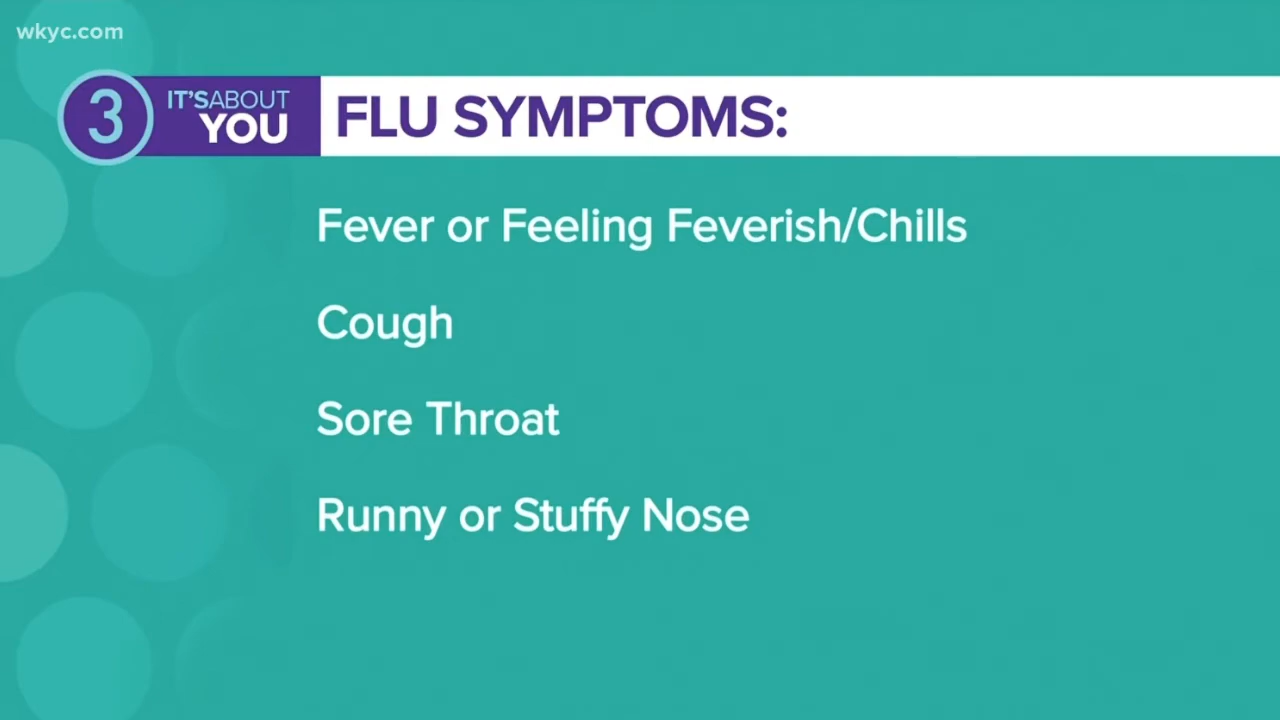 wkyc.com
3
IT'SABOUT
YOU
FLU SYMPTOMS:
Fever or Feeling Feverish/Chills
Cough
Sore Throat
Runny or Stuffy Nose